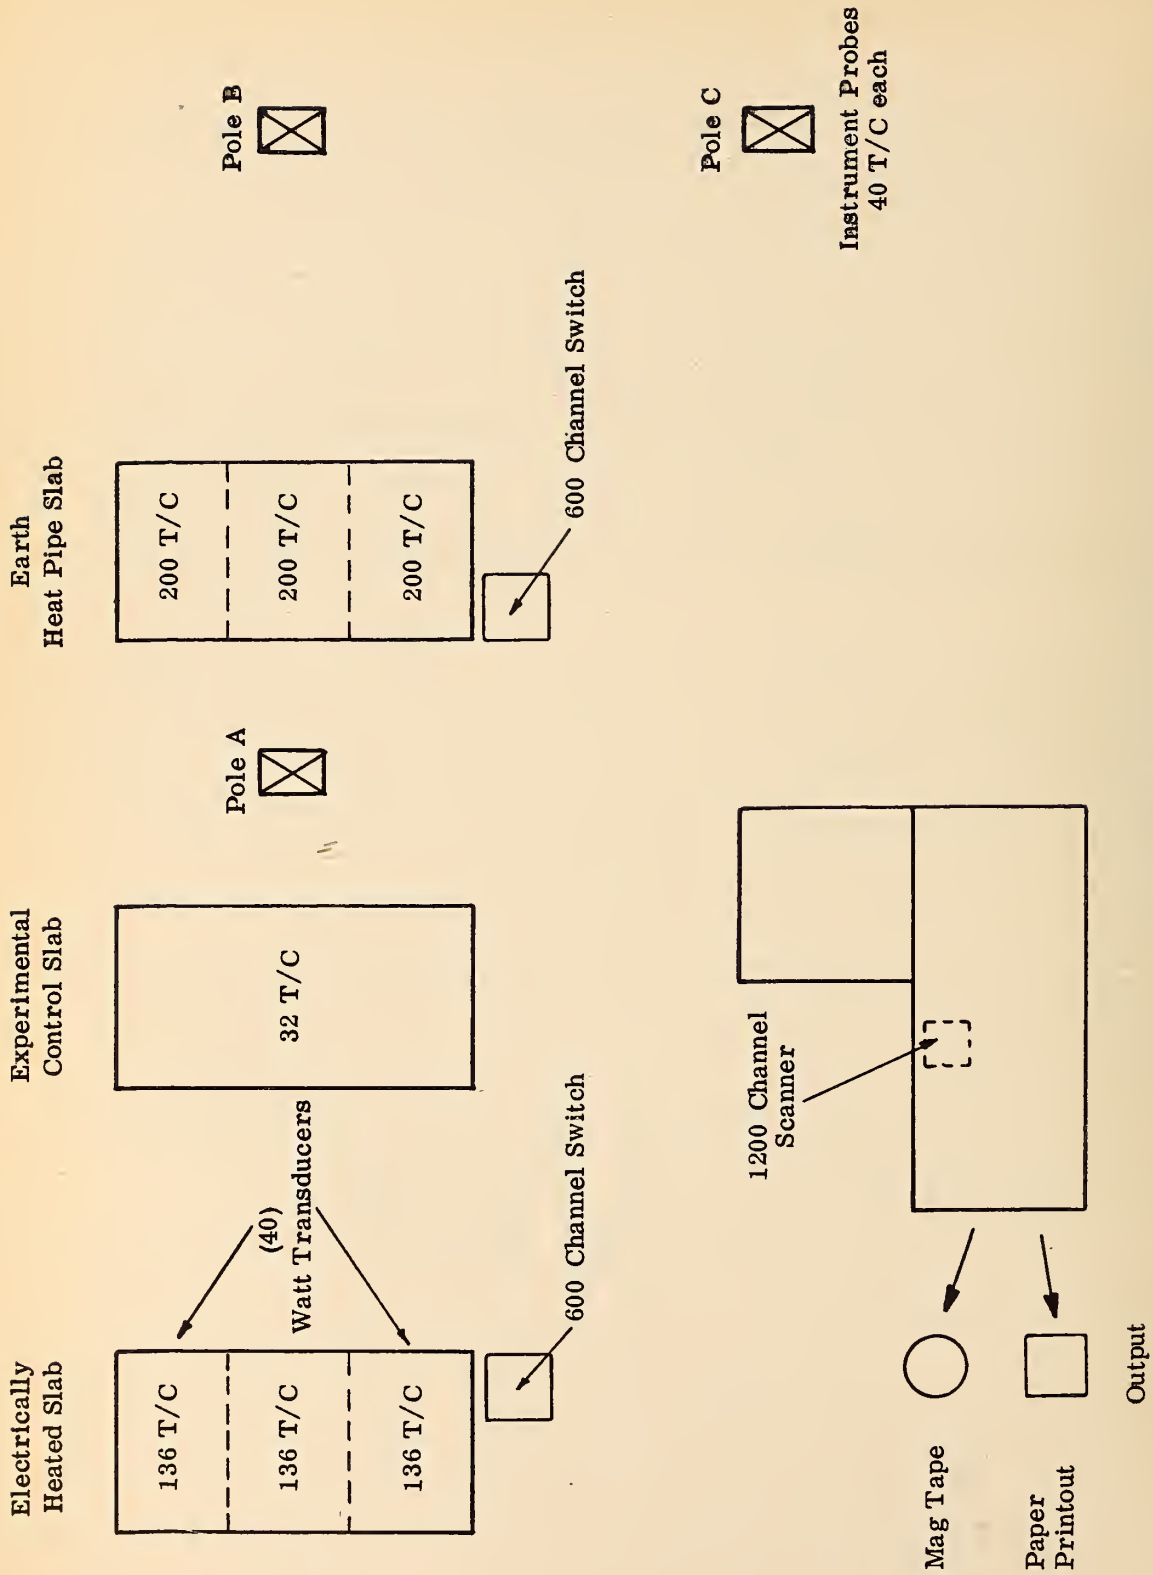 Electrically
Heated Slab
Experimental
Control Slab
Earth
Heat Pipe Slab
136 T/C
136 T/C
136 T/C
(40)
Watt Transducers
32 T/C
200 T/C
200 T/C
200 T/C
Pole A
Pole B
600 Channel Switch
600 Channel Switch
Pole C
Instrument Probes
40 T/C each
1200 Channel
Scanner
Mag Tape
Paper
Printout
Output